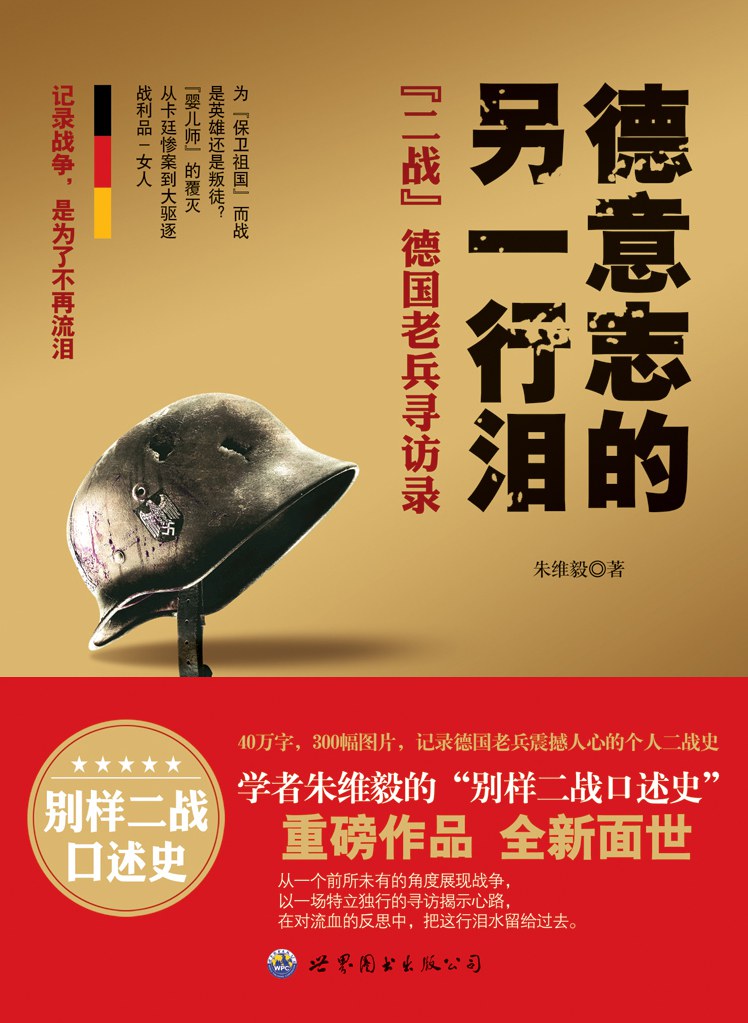 德意志的
另一行泪
『二战』德国老兵寻访录
朱维毅◎著
为『保卫祖国』而战
是英雄还是叛徒？
『婴儿师』的覆灭
从卡廷惨案到大驱逐
战利品－女人
记录战争，是为了不再流泪
40万字，300幅图片，记录德国老兵震撼人心的个人二战史
学者朱维毅的“别样二战口述史”
重磅作品 全新面世
别样二战
口述史
从一个前所未有的角度展现战争，
以一场特立独行的寻访揭示心路，
在对流血的反思中，把这行泪水留给过去。
WPC
世界图书出版公司